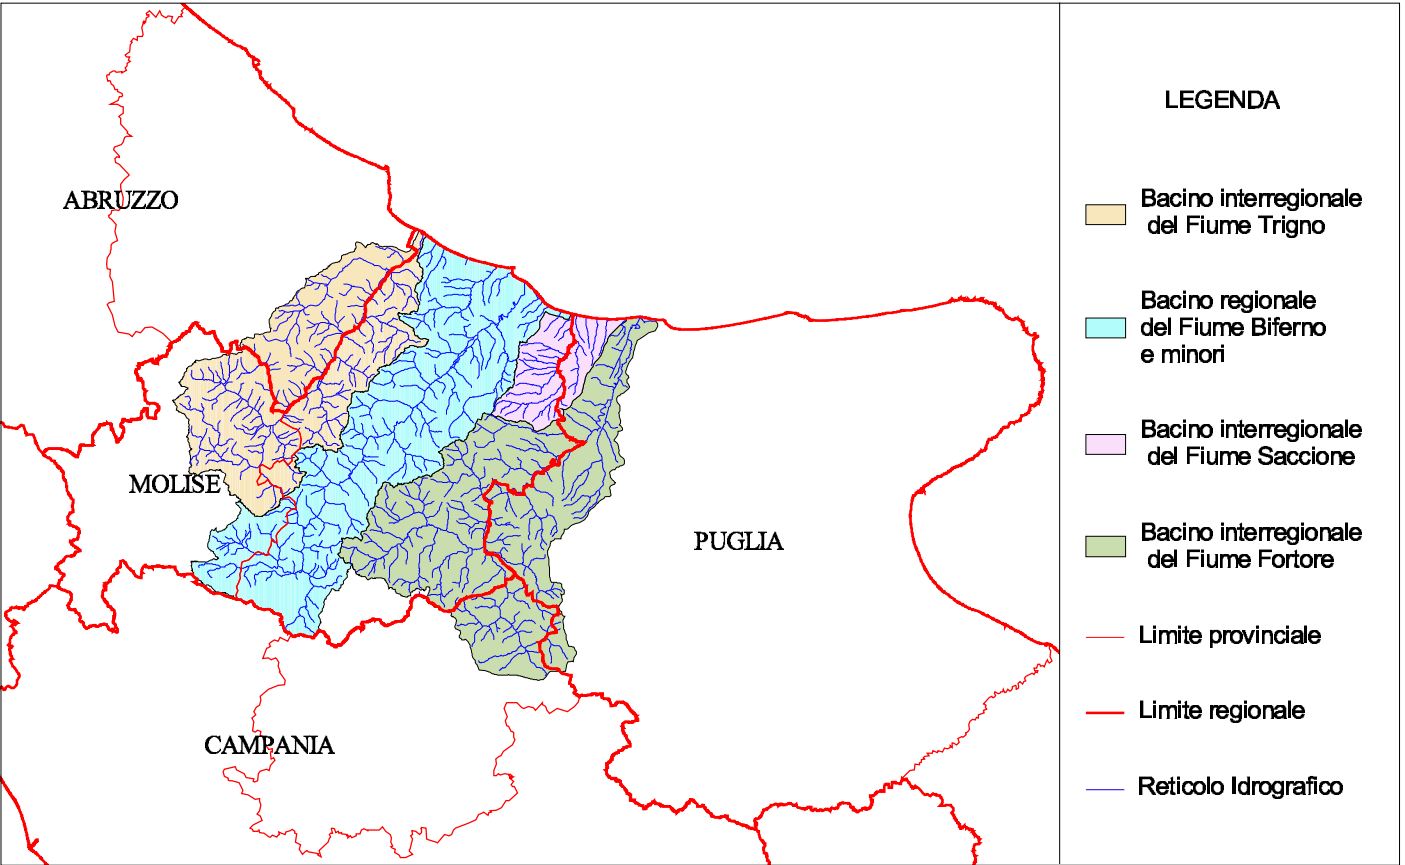 ABRUZZO
MOLISE
PUGLIA
CAMPANIA
LEGENDA
Bacino interregionale
del Fiume Trigno
Bacino regionale
del Fiume Biferno
e minori
Bacino interregionale
del Fiume Saccione
Bacino interregionale
del Fiume Fortore
Limite provinciale
Limite regionale
Reticolo Idrografico